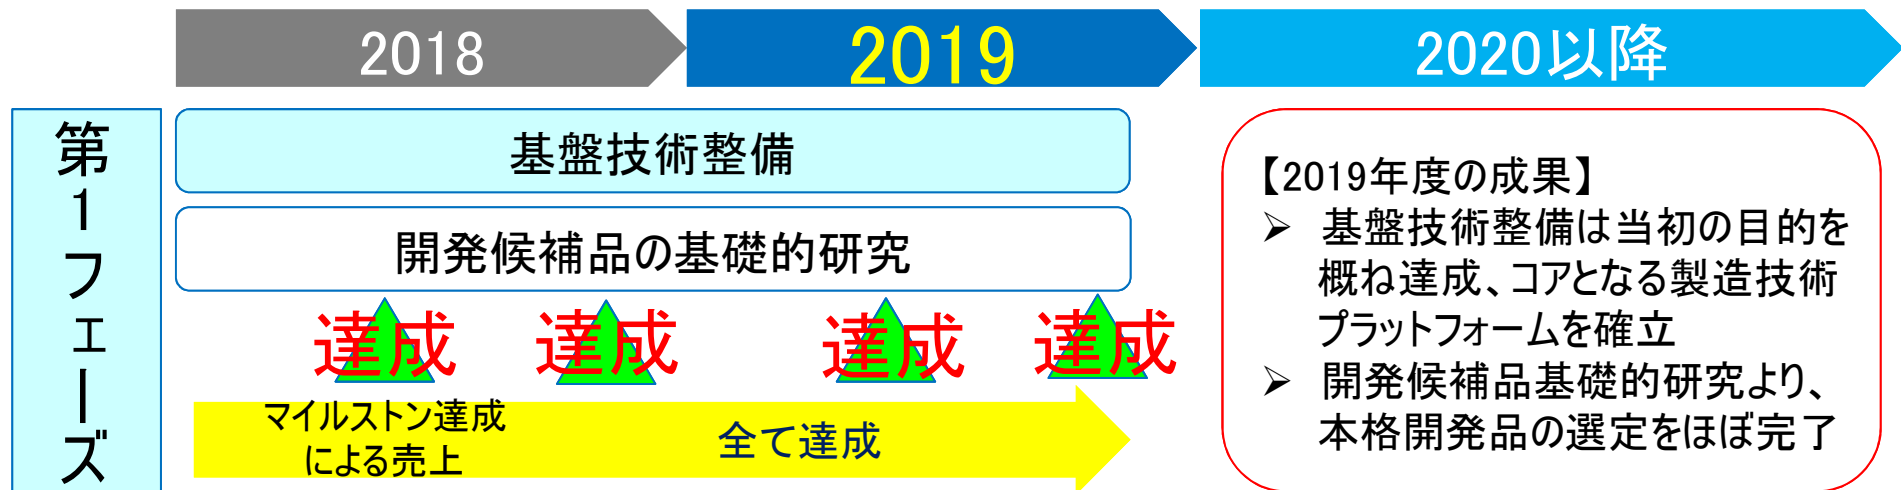 2018
2019
2020以降
第1フェーズ
基盤技術整備
開発候補品の基礎的研究
達成
達成
達成
達成
マイルストン達成
による売上
全て達成
【2019年度の成果】
➢ 基盤技術整備は当初の目的を
概ね達成、コアとなる製造技術
プラットフォームを確立
➢ 開発候補品基礎的研究より、
本格開発品の選定をほぼ完了